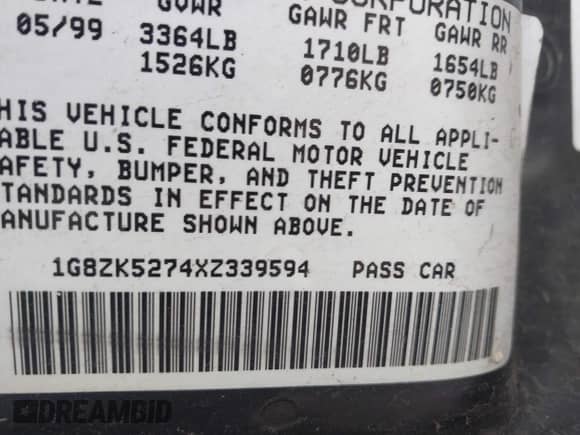 GVWR GAWR FRT GAWR RR
05/99 3364LB 1710LB 1654LB
1526KG 0776KG 0750KG
HIS VEHICLE CONFORMS TO ALL APPLI-
ABLE U.S. FEDERAL MOTOR VEHICLE
AFETY, BUMPER, AND THEFT PREVENTION
TANDARDS IN EFFECT ON THE DATE OF
ANUFACTURE SHOWN ABOVE.
1G8ZK5274XZ339594 PASS CAR
DREAMBID